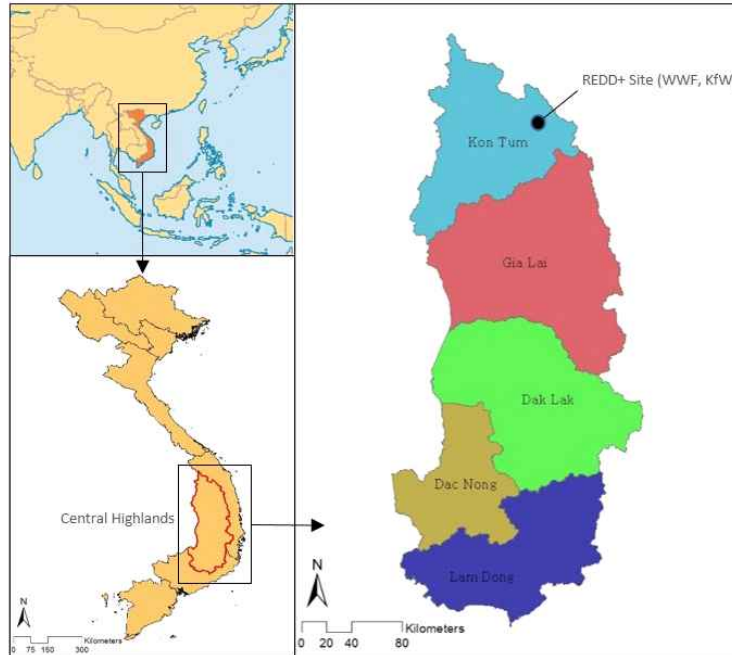 REDD+ Site (WWF, KfW
Kon Tum
Gia Lai
Dak Lak
Dac Nong
Lam Dong
Central Highlands
N
Kilometers
0 75 150 300
N
Kilometers
0 20 40 80